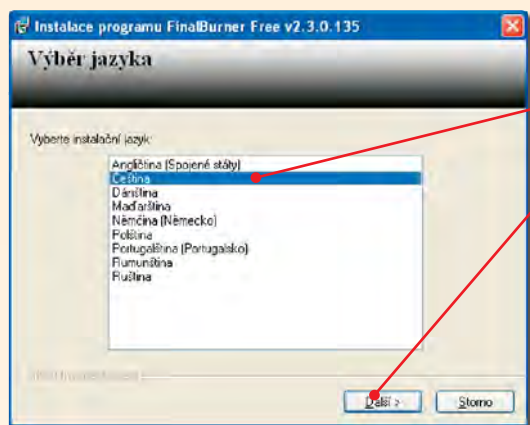 Instalace programu FinalBurner Free v2.3.0.135
Výběr jazyka
Vyberte instalační jazyk:
Angličtina (Spojené státy)
Čeština
Dánština
Maďarština
Němčina (Německo)
Polština
Portugalština (Portugalsko)
Rumunština
Ruština
Další >
Storno